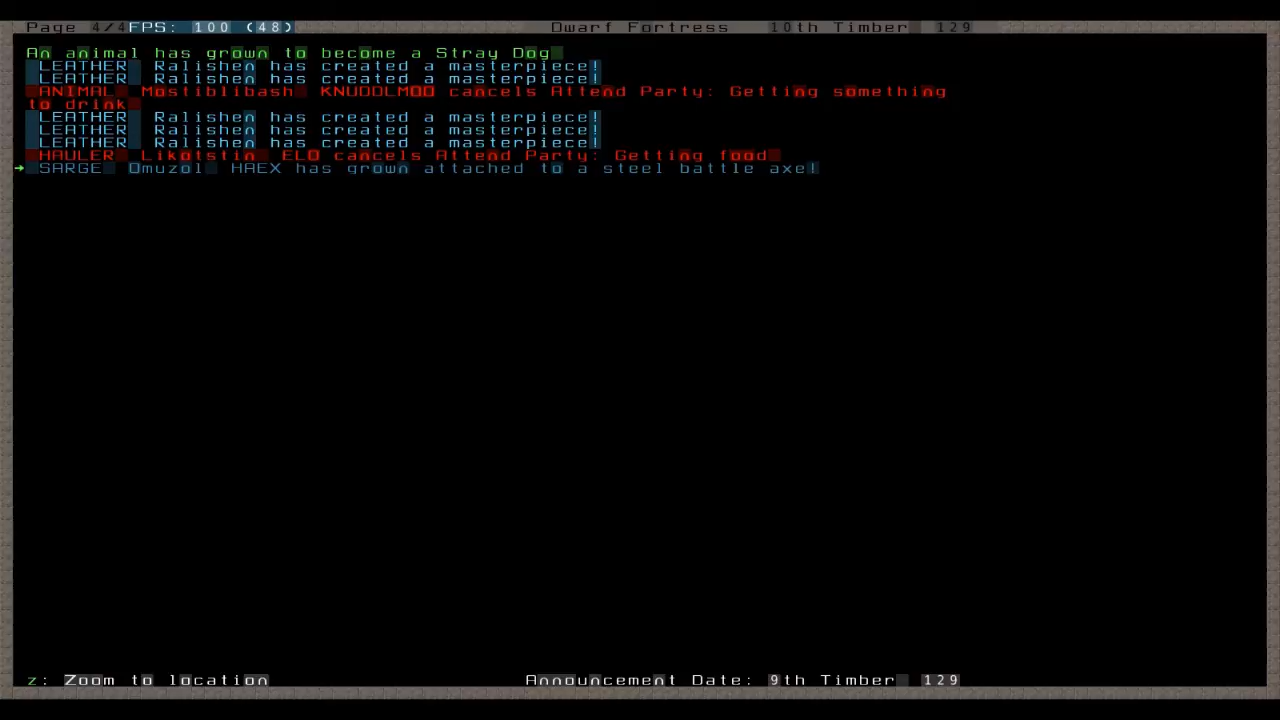 Page 4/4 FPS: 100 (48) Dwarf Fortress 10th Timber 129
An animal has grown to become a Stray Dog
LEATHER Ralishen has created a masterpiece!
LEATHER Ralishen has created a masterpiece!
ANIMAL Mostiblibash KNUDDLMOO cancels Attend Party: Getting something
to drink
LEATHER Ralishen has created a masterpiece!
LEATHER Ralishen has created a masterpiece!
LEATHER Ralishen has created a masterpiece!
HAULER Likotstin ELO cancels Attend Party: Getting food
SARGE Omuzol HAEX has grown attached to a steel battle axe!
z: Zoom to location Announcement Date: 9th Timber 129